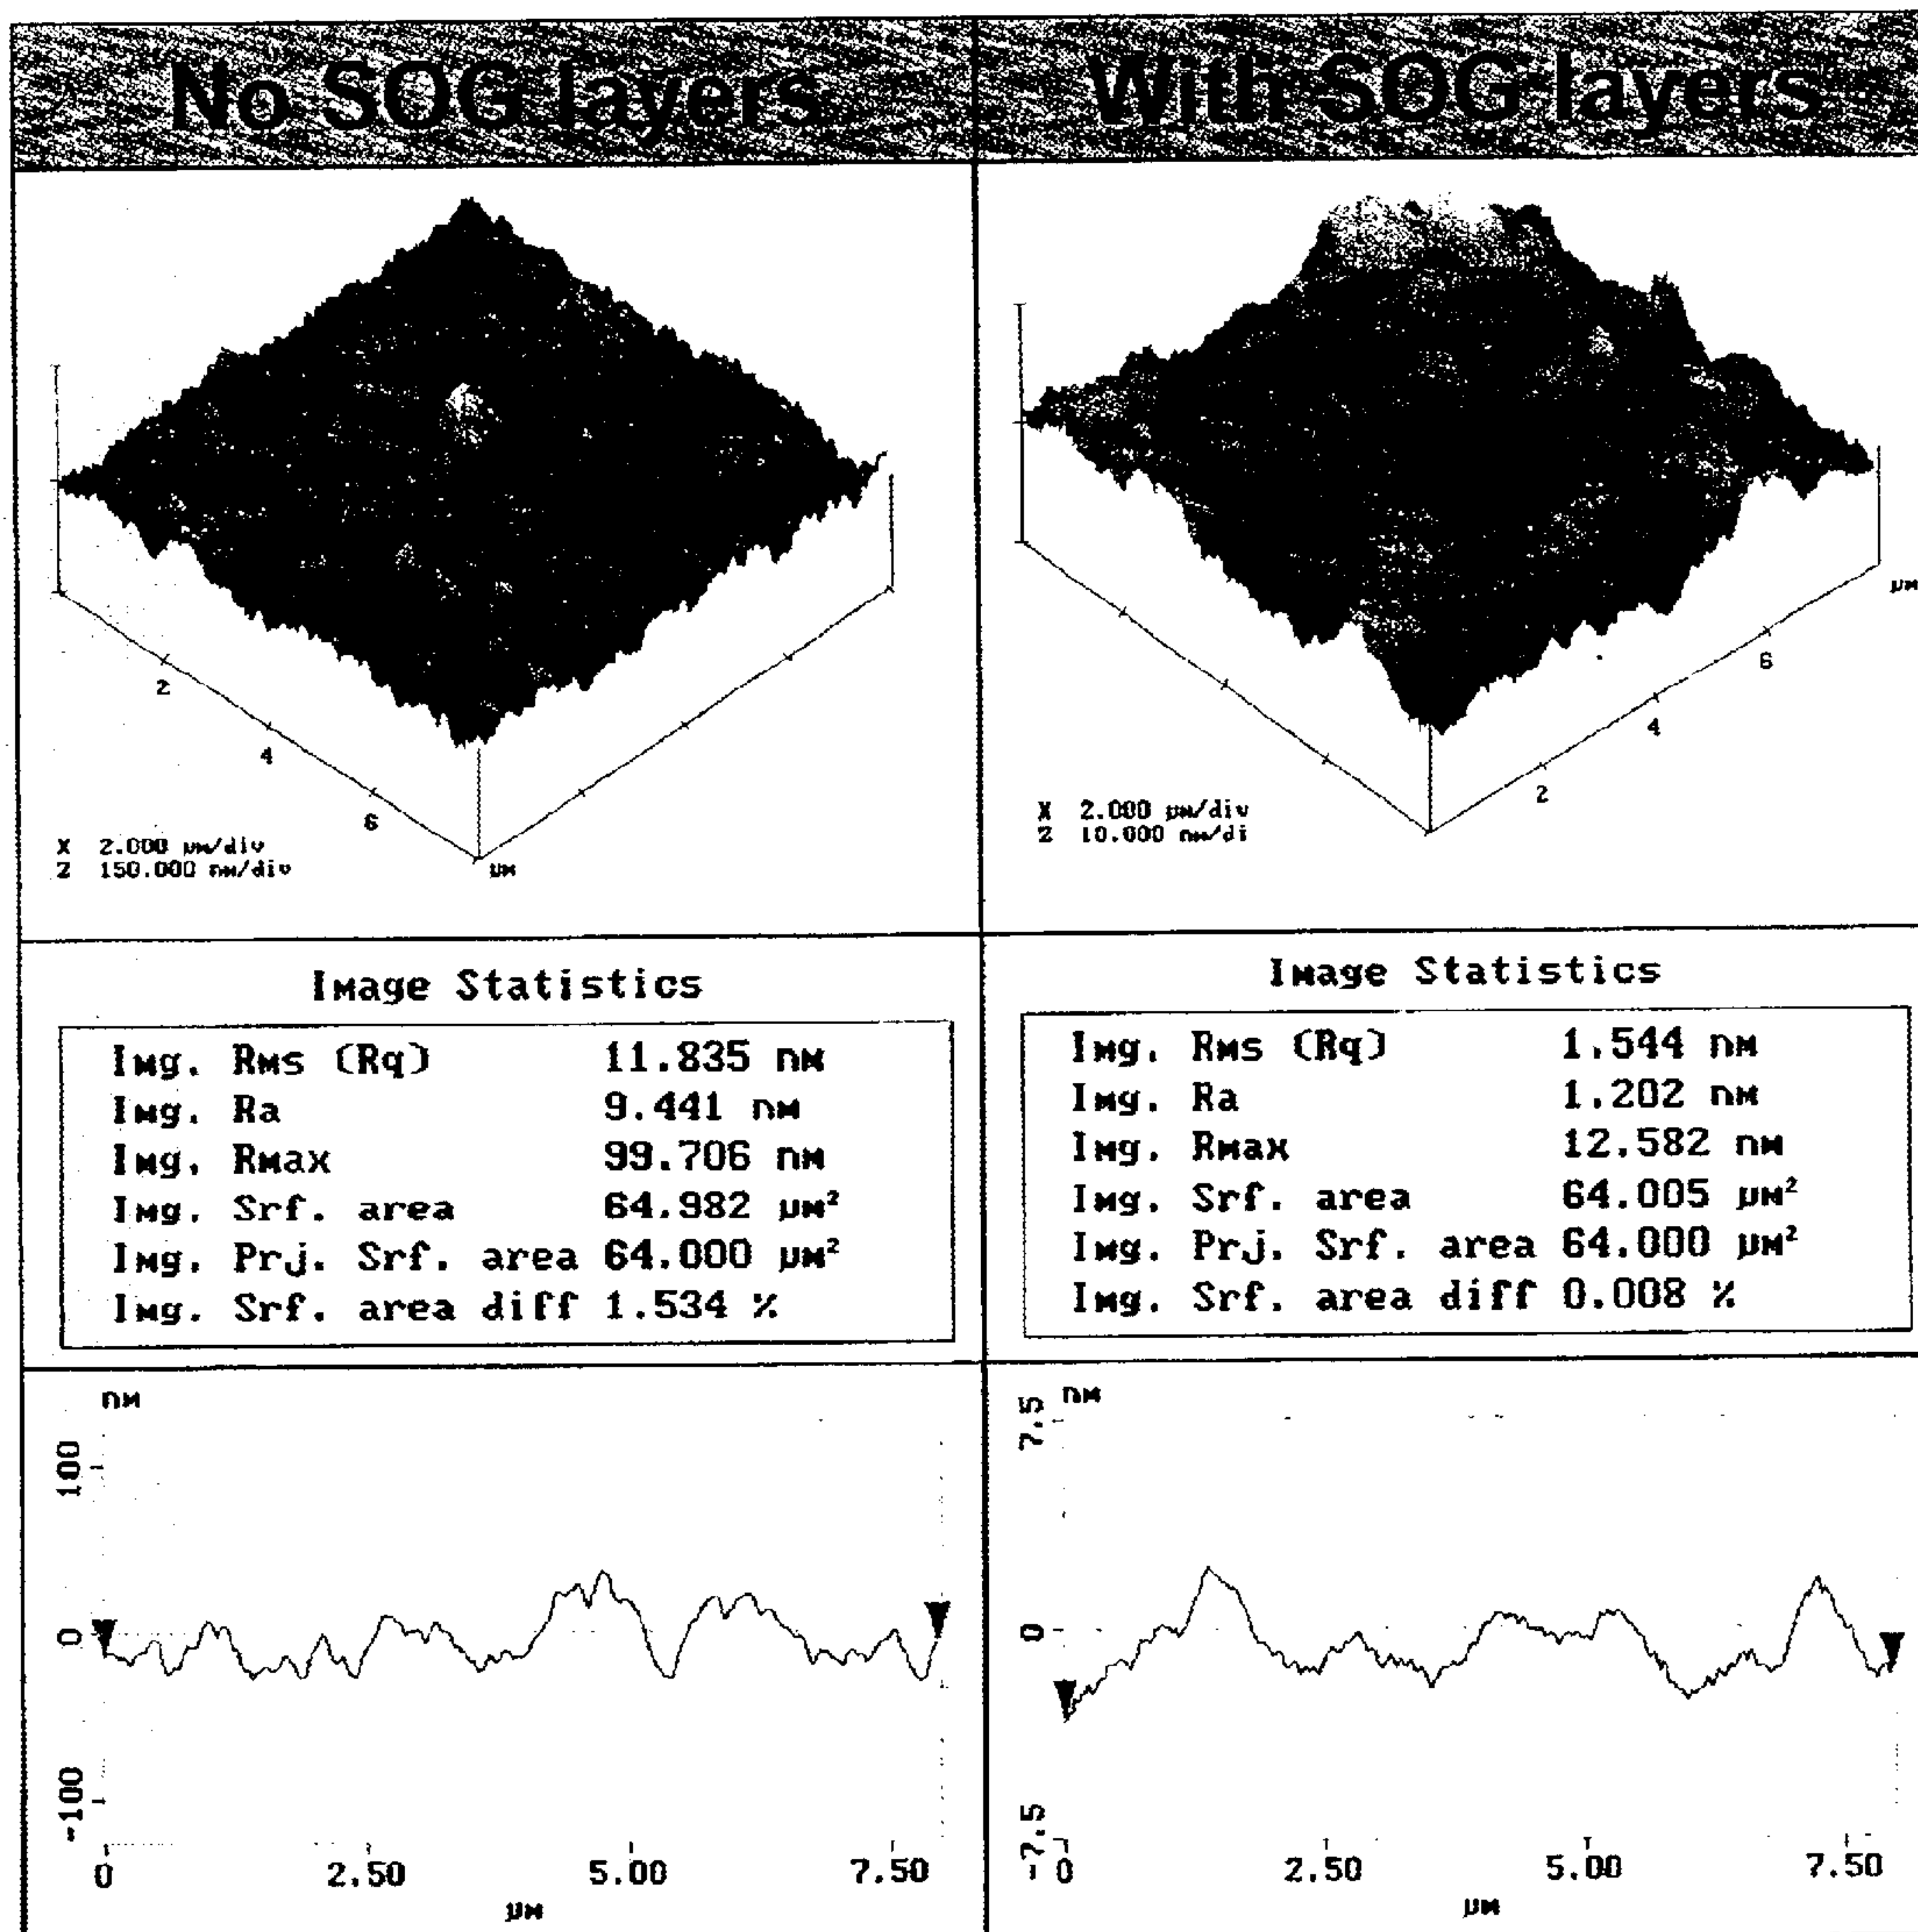 No SOG layers
With SOG layers
2
4
6
µm
X 2.000 µm/div
Z 150.000 nm/div
2
4
6
µm
X 2.000 µm/div
Z 10.000 nm/di
Image Statistics
Img. Rms (Rq) 11.835 nm
Img. Ra 9.441 nm
Img. Rmax 99.706 nm
Img. Srf. area 64.982 µm²
Img. Prj. Srf. area 64.000 µm²
Img. Srf. area diff 1.534 %
Image Statistics
Img. Rms (Rq) 1.544 nm
Img. Ra 1.202 nm
Img. Rmax 12.582 nm
Img. Srf. area 64.005 µm²
Img. Prj. Srf. area 64.000 µm²
Img. Srf. area diff 0.008 %
nm
100
0
-100
0 2.50 5.00 7.50
µm
nm
7.5
0
-7.5
0 2.50 5.00 7.50
µm